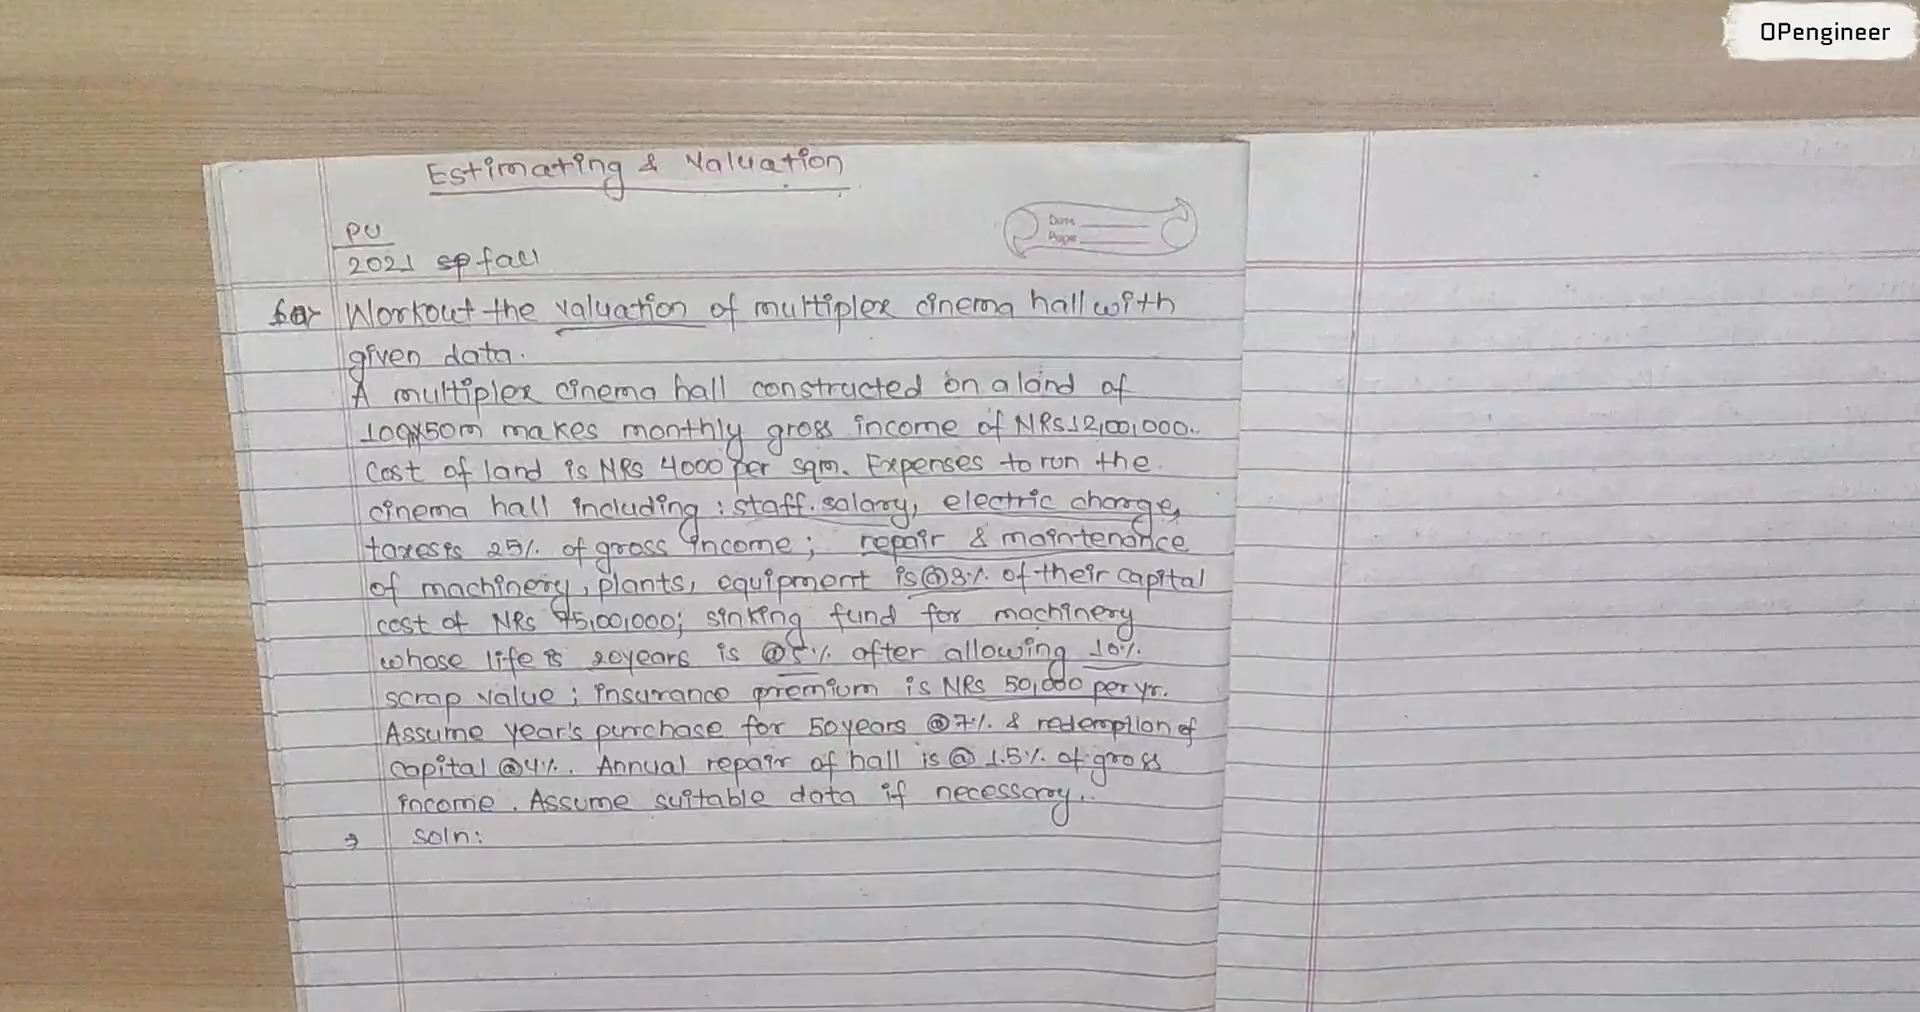 OPengineer
Estimating & Valuation
Date
Page
PU
2021 sp fall
Workout the valuation of multiplex cinema hall with
given data.
A multiplex cinema hall constructed on a land of
100x50m makes monthly gross income of NRs 12,00,000..
Cost of land is NRs 4000 per sqm. Expenses to run the
cinema hall including : staff. salary, electric charge,
taxes is 25% of gross income; repair & maintenance
of machinery, plants, equipment is @ 3% of their capital
cost of NRs 45,00,000; sinking fund for machinery
whose life is 20years is @ 5% after allowing 10%
scrap value ; insurance premium is NRs 50,000 per yr.
Assume year's purchase for 50years @7% & redemption of
capital @4%. Annual repair of hall is @ 1.5% of gross
income. Assume suitable data if necessary..
⇒ soln: